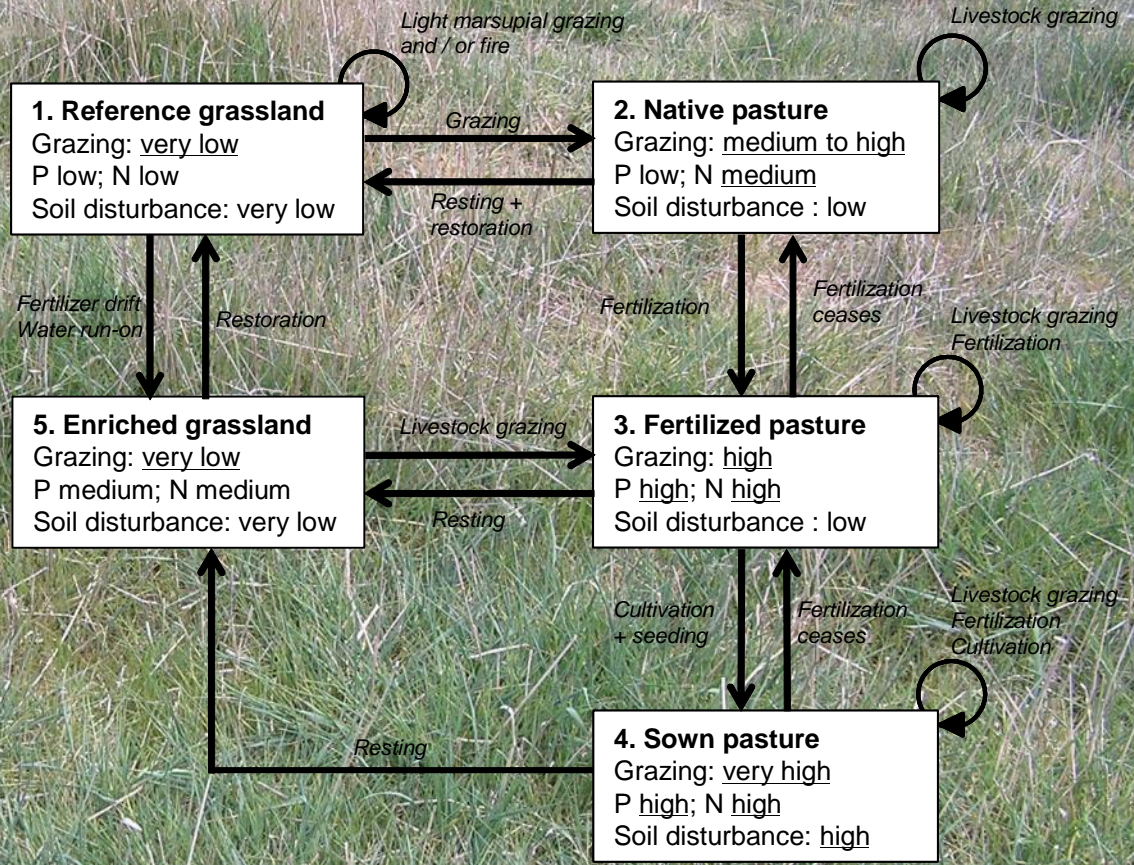 Light marsupial grazing
and / or fire
Livestock grazing
1. Reference grassland
Grazing: very low
P low; N low
Soil disturbance: very low
Grazing
Resting +
restoration
2. Native pasture
Grazing: medium to high
P low; N medium
Soil disturbance : low
Fertilizer drift
Water run-on
Restoration
Fertilization
Fertilization
ceases
Livestock grazing
Fertilization
5. Enriched grassland
Grazing: very low
P medium; N medium
Soil disturbance: very low
Livestock grazing
Resting
3. Fertilized pasture
Grazing: high
P high; N high
Soil disturbance : low
Cultivation
+ seeding
Fertilization
ceases
Livestock grazing
Fertilization
Cultivation
Resting
4. Sown pasture
Grazing: very high
P high; N high
Soil disturbance: high